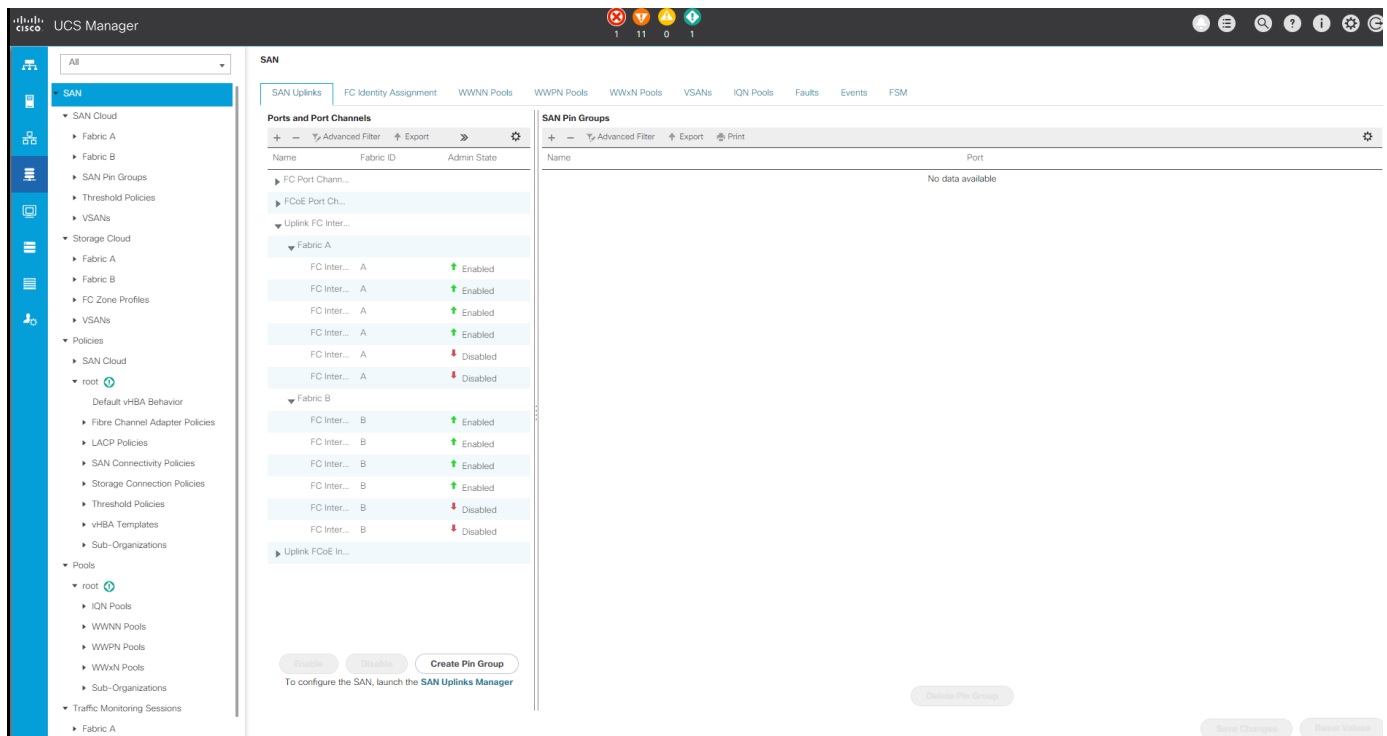 cisco UCS Manager
1 11 0 1
All
SAN
SAN Cloud
Fabric A
Fabric B
SAN Pin Groups
Threshold Policies
VSANs
Storage Cloud
Fabric A
Fabric B
FC Zone Profiles
VSANs
Policies
SAN Cloud
root
Default vHBA Behavior
Fibre Channel Adapter Policies
LACP Policies
SAN Connectivity Policies
Storage Connection Policies
Threshold Policies
vHBA Templates
Sub-Organizations
Pools
root
IQN Pools
WWNN Pools
WWPN Pools
WWxN Pools
Sub-Organizations
Traffic Monitoring Sessions
Fabric A
SAN
SAN Uplinks FC Identity Assignment WWNN Pools WWPN Pools WWxN Pools VSANs IQN Pools Faults Events FSM
Ports and Port Channels
+ − Advanced Filter Export »
Name Fabric ID Admin State
FC Port Chann...
FCoE Port Ch...
Uplink FC Inter...
Fabric A
FC Inter... A Enabled
FC Inter... A Enabled
FC Inter... A Enabled
FC Inter... A Enabled
FC Inter... A Disabled
FC Inter... A Disabled
Fabric B
FC Inter... B Enabled
FC Inter... B Enabled
FC Inter... B Enabled
FC Inter... B Enabled
FC Inter... B Disabled
FC Inter... B Disabled
Uplink FCoE In...
Enable Disable Create Pin Group
To configure the SAN, launch the SAN Uplinks Manager
SAN Pin Groups
+ − Advanced Filter Export Print
Name Port
No data available
Delete Pin Group
Save Changes Reset Values